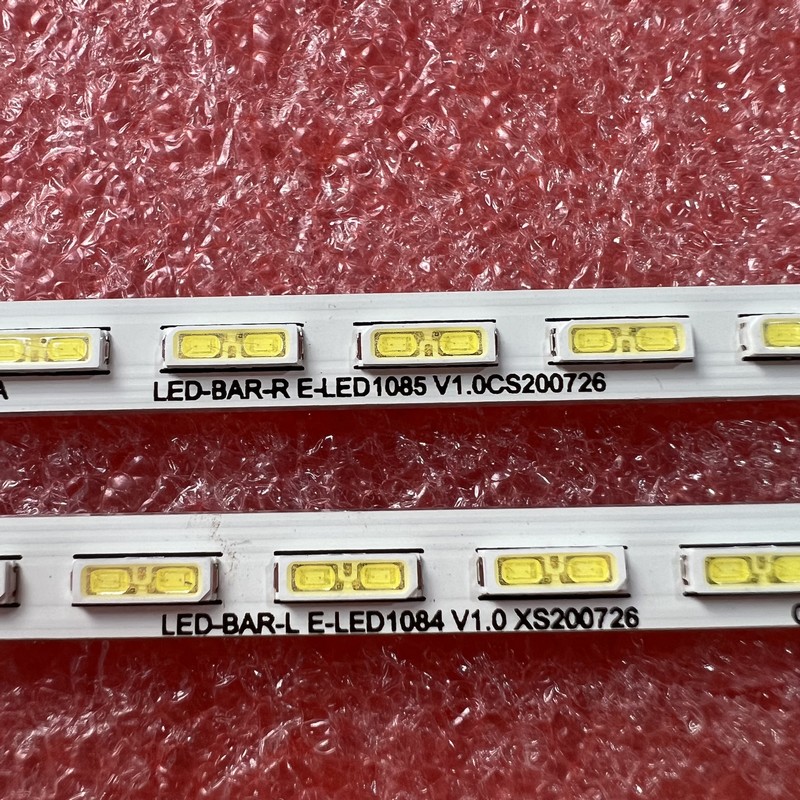 A
LED-BAR-R E-LED1085 V1.0CS200726
LED-BAR-L E-LED1084 V1.0 XS200726